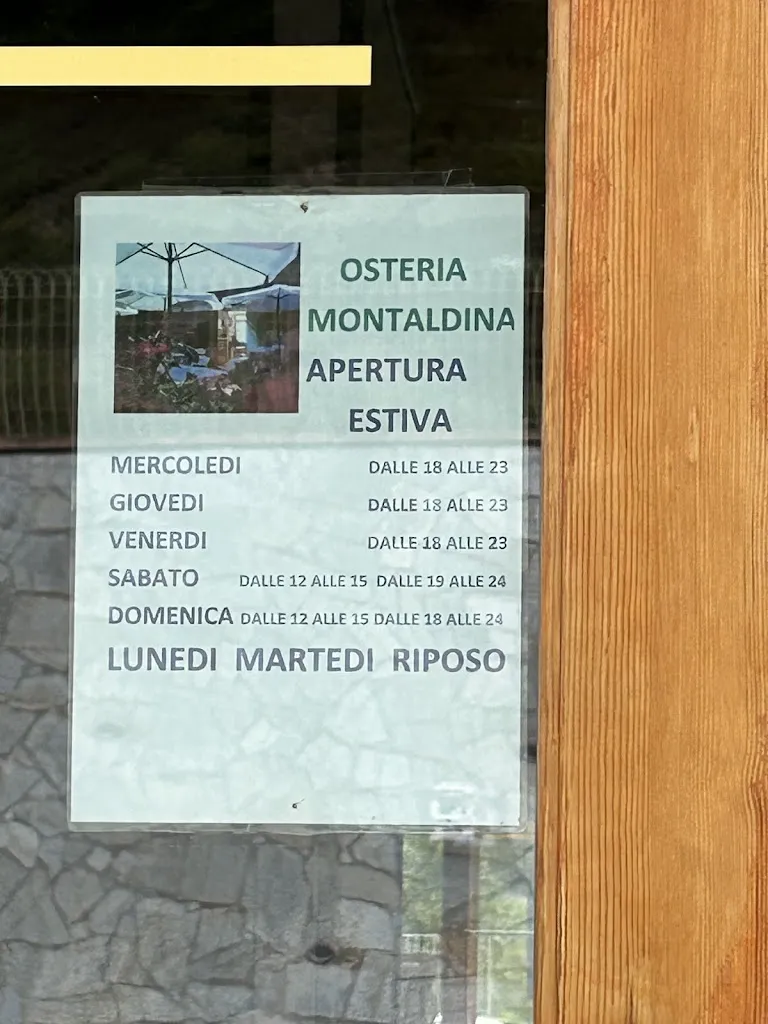 OSTERIA
MONTALDINA
APERTURA
ESTIVA
MERCOLEDI DALLE 18 ALLE 23
GIOVEDI DALLE 18 ALLE 23
VENERDI DALLE 18 ALLE 23
SABATO DALLE 12 ALLE 15 DALLE 19 ALLE 24
DOMENICA DALLE 12 ALLE 15 DALLE 18 ALLE 24
LUNEDI MARTEDI RIPOSO